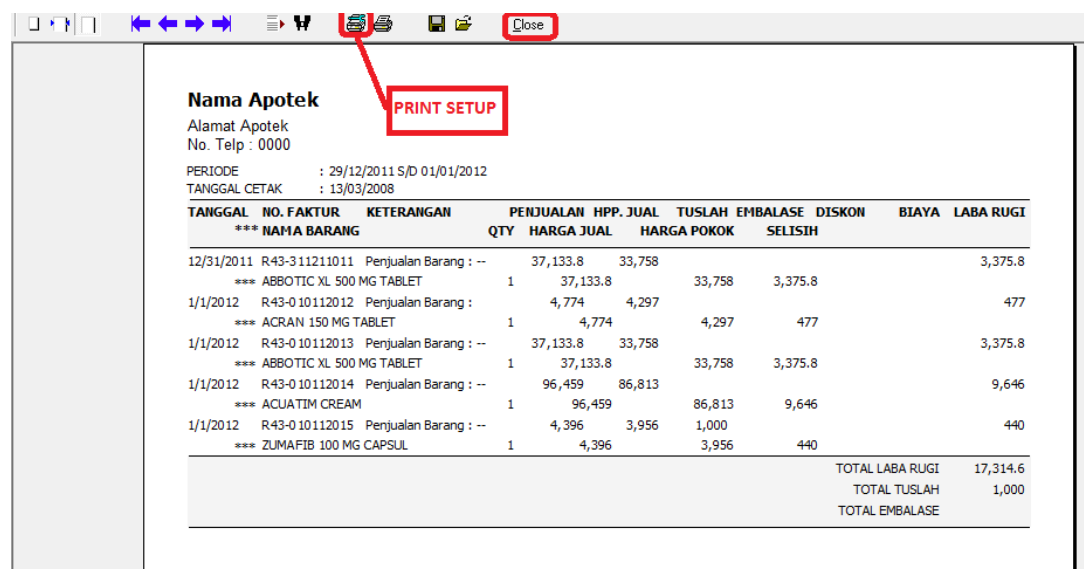 Close
PRINT SETUP
Nama Apotek
Alamat Apotek
No. Telp : 0000
PERIODE : 29/12/2011 S/D 01/01/2012
TANGGAL CETAK : 13/03/2008
TANGGAL NO. FAKTUR KETERANGAN PENJUALAN HPP. JUAL TUSLAH EMBALASE DISKON BIAYA LABA RUGI
*** NAMA BARANG QTY HARGA JUAL HARGA POKOK SELISIH
12/31/2011 R43-311211011 Penjualan Barang : -- 37,133.8 33,758 3,375.8
*** ABBOTIC XL 500 MG TABLET 1 37,133.8 33,758 3,375.8
1/1/2012 R43-010112012 Penjualan Barang : 4,774 4,297 477
*** ACRAN 150 MG TABLET 1 4,774 4,297 477
1/1/2012 R43-010112013 Penjualan Barang : -- 37,133.8 33,758 3,375.8
*** ABBOTIC XL 500 MG TABLET 1 37,133.8 33,758 3,375.8
1/1/2012 R43-010112014 Penjualan Barang : -- 96,459 86,813 9,646
*** ACUATIM CREAM 1 96,459 86,813 9,646
1/1/2012 R43-010112015 Penjualan Barang : -- 4,396 3,956 1,000 440
*** ZUMAFIB 100 MG CAPSUL 1 4,396 3,956 440
TOTAL LABA RUGI 17,314.6
TOTAL TUSLAH 1,000
TOTAL EMBALASE